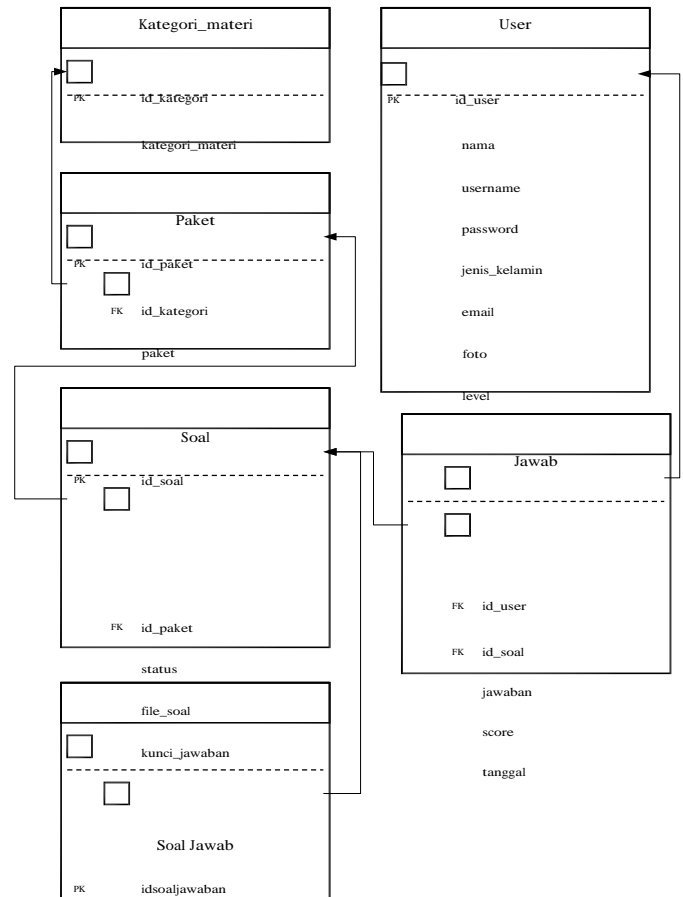 Kategori_materi
PK id_kategori
kategori_materi
Paket
PK id_paket
FK id_kategori
paket
Soal
PK id_soal
FK id_paket
status
file_soal
kunci_jawaban
Soal Jawab
PK idsoaljawaban
User
PK id_user
nama
username
password
jenis_kelamin
email
foto
level
Jawab
FK id_user
FK id_soal
jawaban
score
tanggal